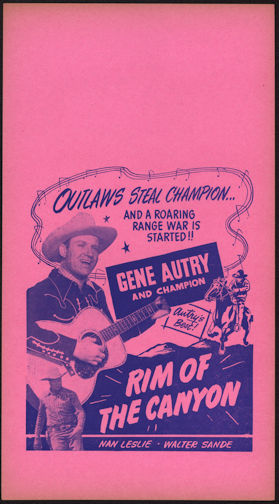 OUTLAWS STEAL CHAMPION...
AND A ROARING
RANGE WAR IS
STARTED!!
GENE AUTRY
AND CHAMPION
Autry's
Best!
RIM OF
THE CANYON
NAN LESLIE · WALTER SANDE